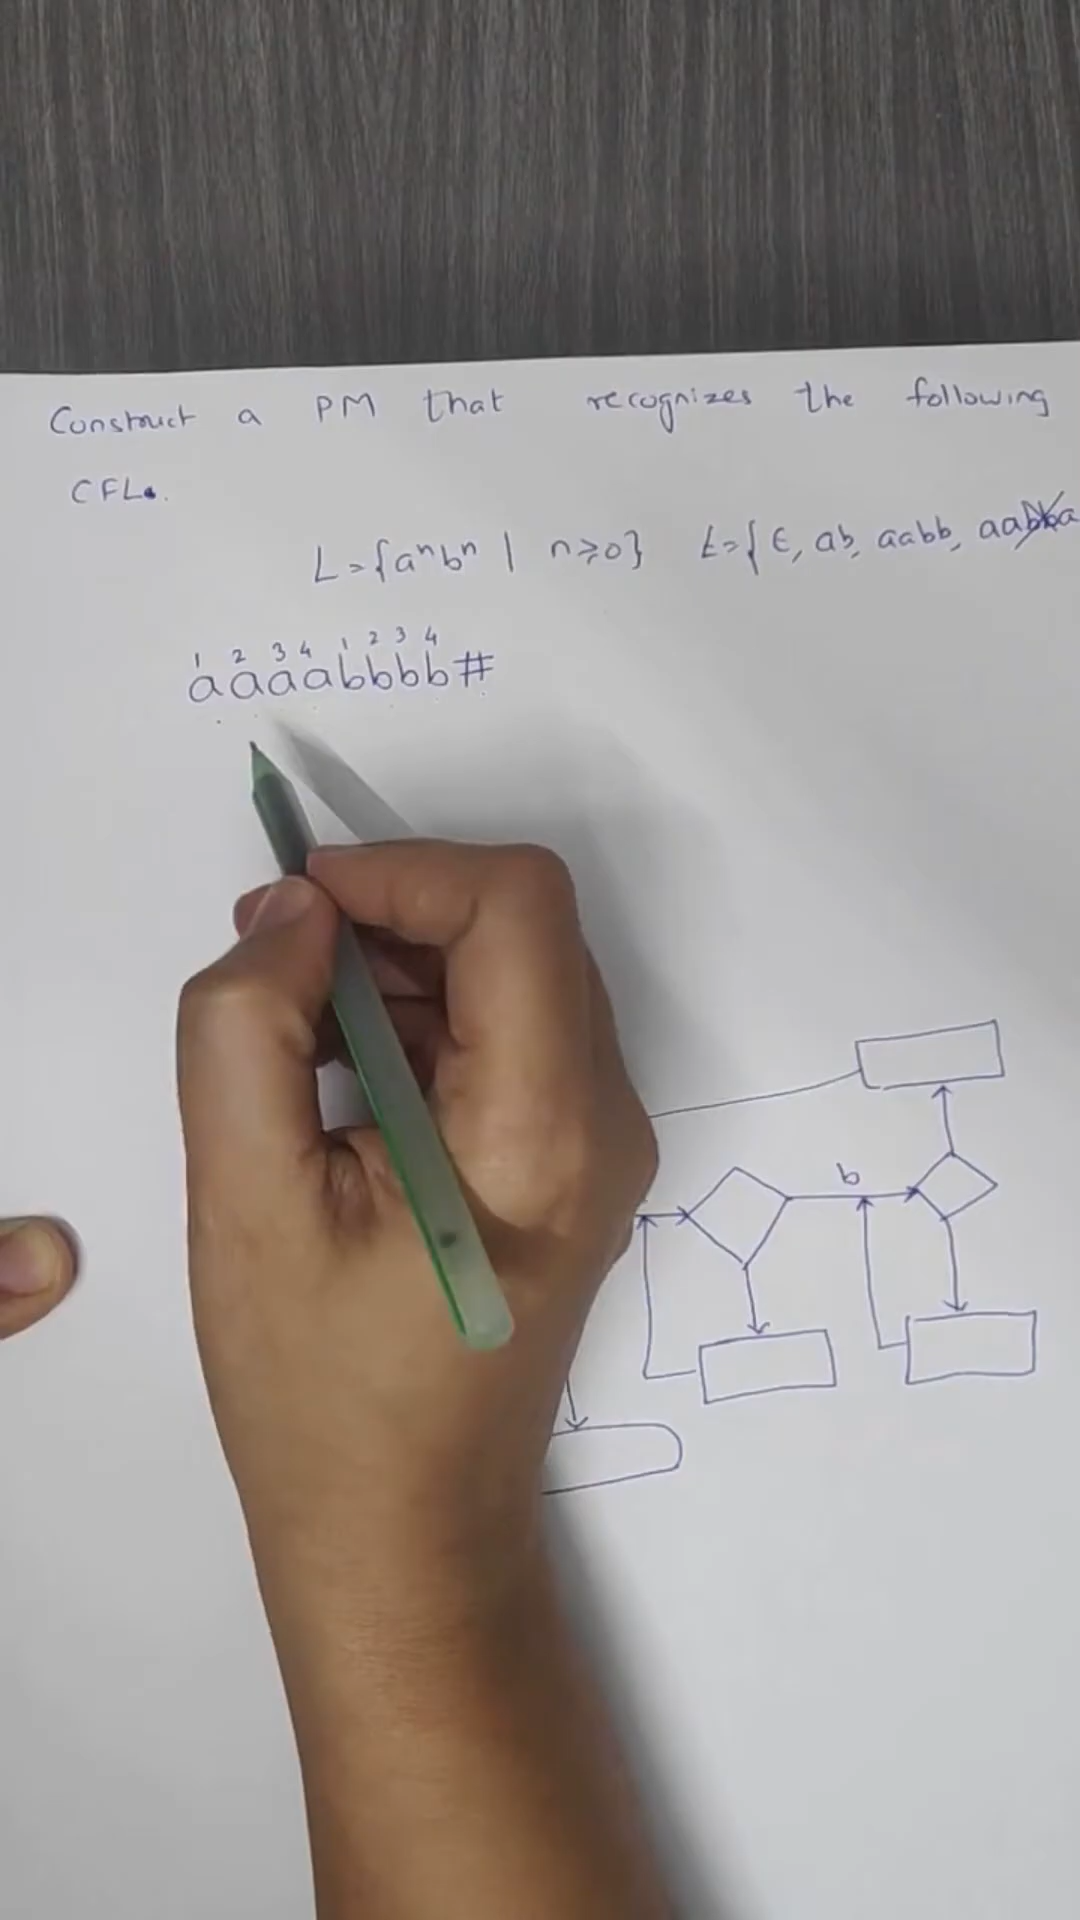 Construct a PM that recognizes the following
CFL.
L = {aⁿbⁿ | n ≥ 0} L = { ϵ, ab, aabb,
1 2 3 4 1 2 3 4
aaaabbbb#
b